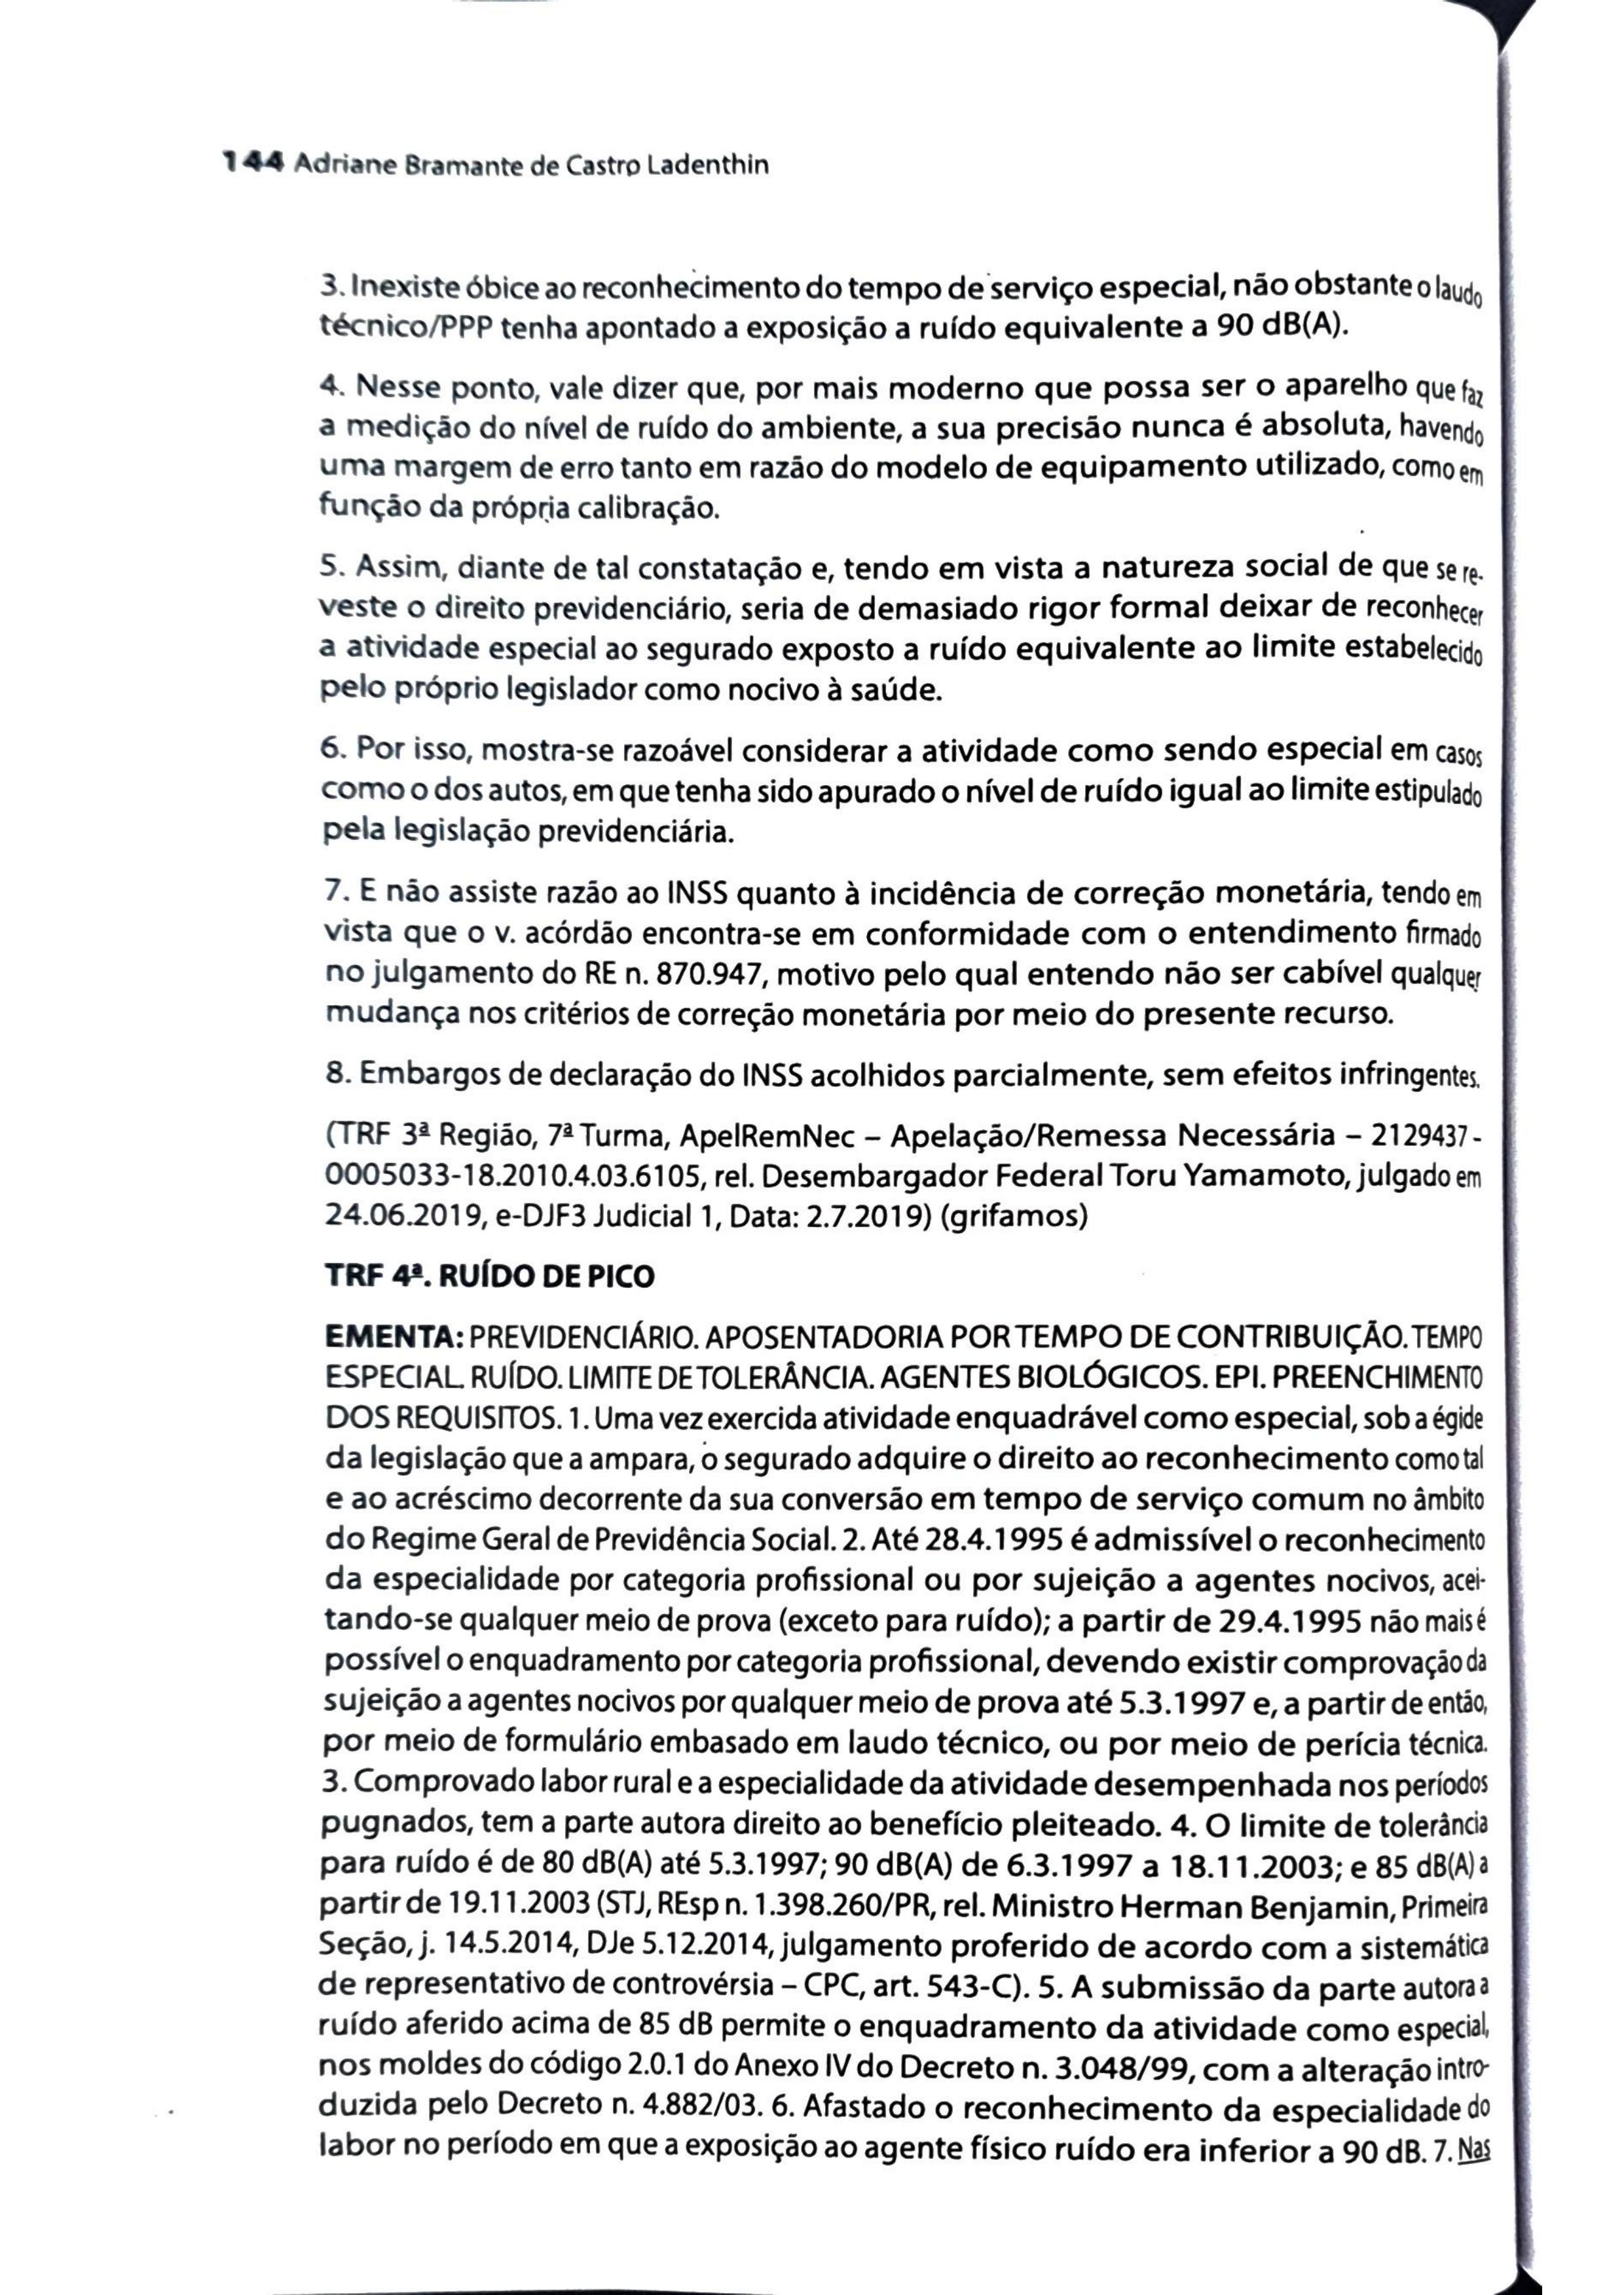 144 Adriane Bramante de Castro Ladenthin
3. Inexiste óbice ao reconhecimento do tempo de serviço especial, não obstante o laudo
técnico/PPP tenha apontado a exposição a ruído equivalente a 90 dB(A).
4. Nesse ponto, vale dizer que, por mais moderno que possa ser o aparelho que faz
a medição do nível de ruído do ambiente, a sua precisão nunca é absoluta, havendo
uma margem de erro tanto em razão do modelo de equipamento utilizado, como em
função da própria calibração.
5. Assim, diante de tal constatação e, tendo em vista a natureza social de que se re-
veste o direito previdenciário, seria de demasiado rigor formal deixar de reconhecer
a atividade especial ao segurado exposto a ruído equivalente ao limite estabelecido
pelo próprio legislador como nocivo à saúde.
6. Por isso, mostra-se razoável considerar a atividade como sendo especial em casos
como o dos autos, em que tenha sido apurado o nível de ruído igual ao limite estipulado
pela legislação previdenciária.
7. E não assiste razão ao INSS quanto à incidência de correção monetária, tendo em
vista que o v. acórdão encontra-se em conformidade com o entendimento firmado
no julgamento do RE n. 870.947, motivo pelo qual entendo não ser cabível qualquer
mudança nos critérios de correção monetária por meio do presente recurso.
8. Embargos de declaração do INSS acolhidos parcialmente, sem efeitos infringentes.
(TRF 3ª Região, 7ª Turma, ApelRemNec – Apelação/Remessa Necessária – 2129437 -
0005033-18.2010.4.03.6105, rel. Desembargador Federal Toru Yamamoto, julgado em
24.06.2019, e-DJF3 Judicial 1, Data: 2.7.2019) (grifamos)
TRF 4ª. RUÍDO DE PICO
EMENTA: PREVIDENCIÁRIO. APOSENTADORIA POR TEMPO DE CONTRIBUIÇÃO. TEMPO
ESPECIAL. RUÍDO. LIMITE DE TOLERÂNCIA. AGENTES BIOLÓGICOS. EPI. PREENCHIMENTO
DOS REQUISITOS. 1. Uma vez exercida atividade enquadrável como especial, sob a égide
da legislação que a ampara, o segurado adquire o direito ao reconhecimento como tal
e ao acréscimo decorrente da sua conversão em tempo de serviço comum no âmbito
do Regime Geral de Previdência Social. 2. Até 28.4.1995 é admissível o reconhecimento
da especialidade por categoria profissional ou por sujeição a agentes nocivos, acei-
tando-se qualquer meio de prova (exceto para ruído); a partir de 29.4.1995 não mais é
possível o enquadramento por categoria profissional, devendo existir comprovação da
sujeição a agentes nocivos por qualquer meio de prova até 5.3.1997 e, a partir de então,
por meio de formulário embasado em laudo técnico, ou por meio de perícia técnica.
3. Comprovado labor rural e a especialidade da atividade desempenhada nos períodos
pugnados, tem a parte autora direito ao benefício pleiteado. 4. O limite de tolerância
para ruído é de 80 dB(A) até 5.3.1997; 90 dB(A) de 6.3.1997 a 18.11.2003; e 85 dB(A) a
partir de 19.11.2003 (STJ, REsp n. 1.398.260/PR, rel. Ministro Herman Benjamin, Primeira
Seção, j. 14.5.2014, DJe 5.12.2014, julgamento proferido de acordo com a sistemática
de representativo de controvérsia – CPC, art. 543-C). 5. A submissão da parte autora a
ruído aferido acima de 85 dB permite o enquadramento da atividade como especial,
nos moldes do código 2.0.1 do Anexo IV do Decreto n. 3.048/99, com a alteração intro-
duzida pelo Decreto n. 4.882/03. 6. Afastado o reconhecimento da especialidade do
labor no período em que a exposição ao agente físico ruído era inferior a 90 dB. 7. Nas